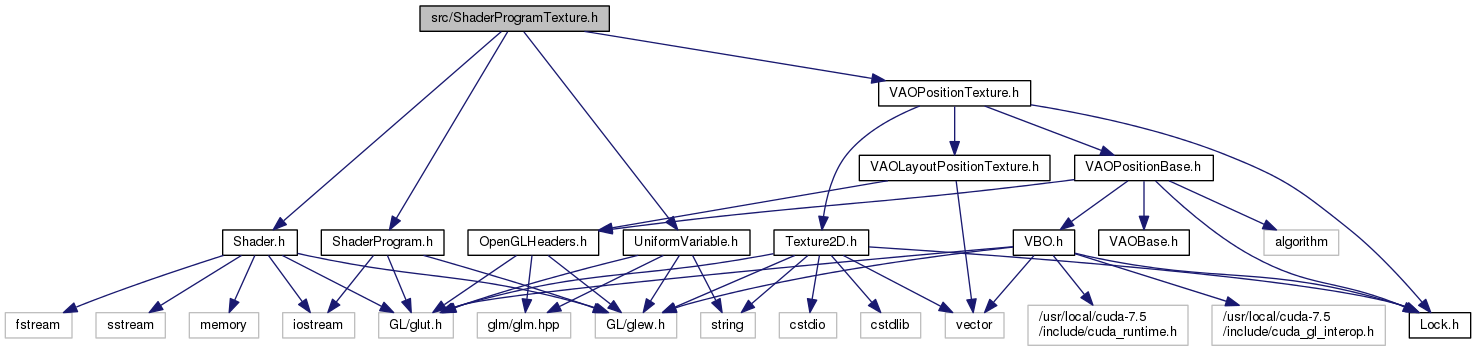 src/ShaderProgramTexture.h
VAOPositionTexture.h
VAOLayoutPositionTexture.h
VAOPositionBase.h
Shader.h
ShaderProgram.h
OpenGLHeaders.h
UniformVariable.h
Texture2D.h
VBO.h
VAOBase.h
algorithm
fstream
sstream
memory
iostream
GL/glut.h
glm/glm.hpp
GL/glew.h
string
cstdio
cstdlib
vector
/usr/local/cuda-7.5
/include/cuda_runtime.h
/usr/local/cuda-7.5
/include/cuda_gl_interop.h
Lock.h